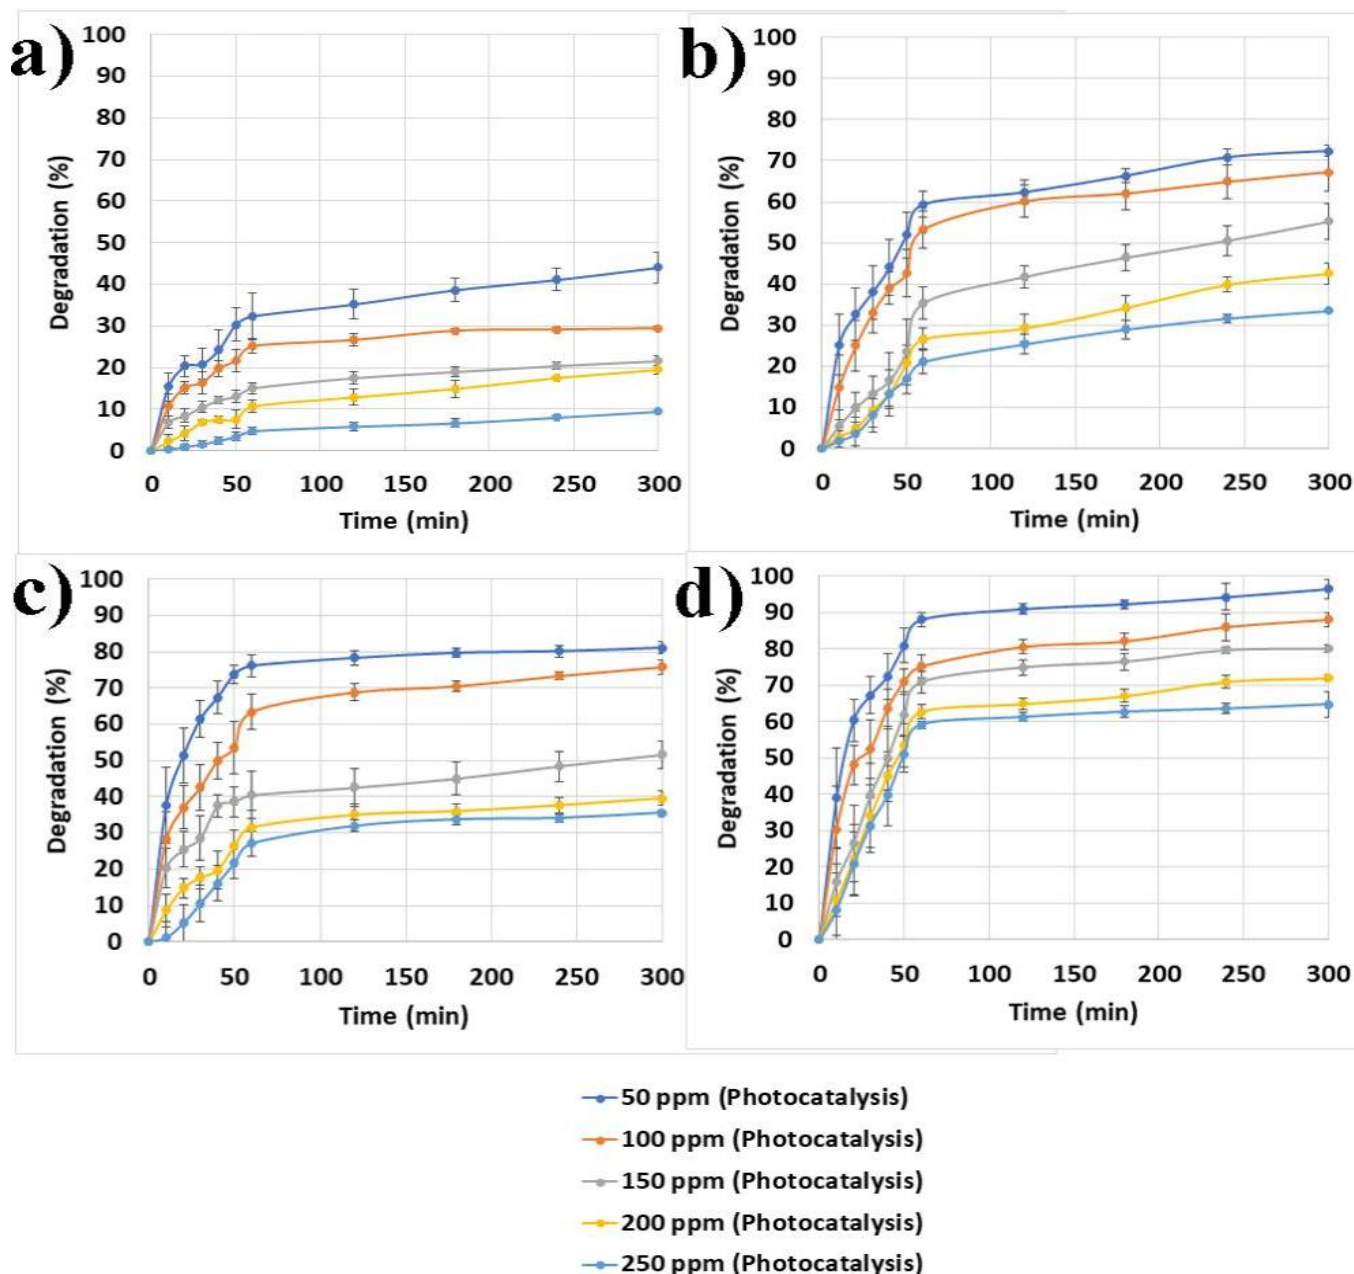 a)
100
90
80
70
60
50
40
30
20
10
0
Degradation (%)
0 50 100 150 200 250 300
Time (min)
b)
100
90
80
70
60
50
40
30
20
10
0
Degradation (%)
0 50 100 150 200 250 300
Time (min)
c)
100
90
80
70
60
50
40
30
20
10
0
Degradation (%)
0 50 100 150 200 250 300
Time (min)
d)
100
90
80
70
60
50
40
30
20
10
0
Degradation (%)
0 50 100 150 200 250 300
Time (min)
50 ppm (Photocatalysis)
100 ppm (Photocatalysis)
150 ppm (Photocatalysis)
200 ppm (Photocatalysis)
250 ppm (Photocatalysis)